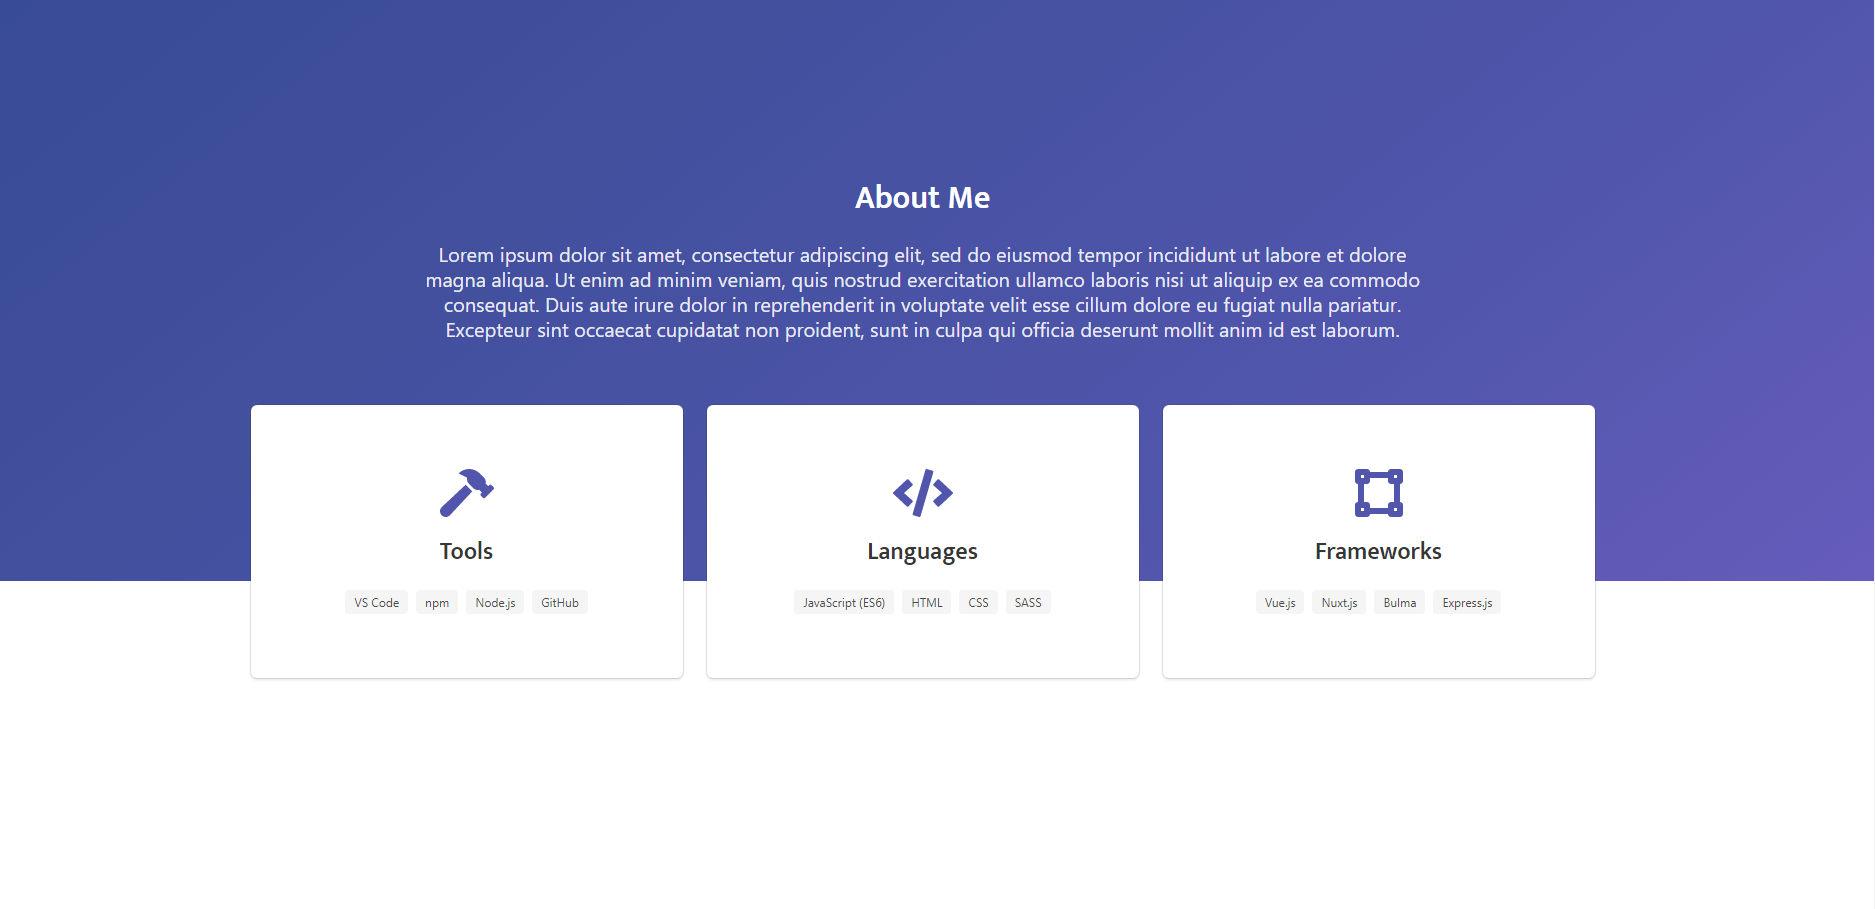 About Me
Lorem ipsum dolor sit amet, consectetur adipiscing elit, sed do eiusmod tempor incididunt ut labore et dolore
magna aliqua. Ut enim ad minim veniam, quis nostrud exercitation ullamco laboris nisi ut aliquip ex ea commodo
consequat. Duis aute irure dolor in reprehenderit in voluptate velit esse cillum dolore eu fugiat nulla pariatur.
Excepteur sint occaecat cupidatat non proident, sunt in culpa qui officia deserunt mollit anim id est laborum.
Tools
VS Code npm Node.js GitHub
Languages
JavaScript (ES6) HTML CSS SASS
Frameworks
Vue.js Nuxt.js Bulma Express.js